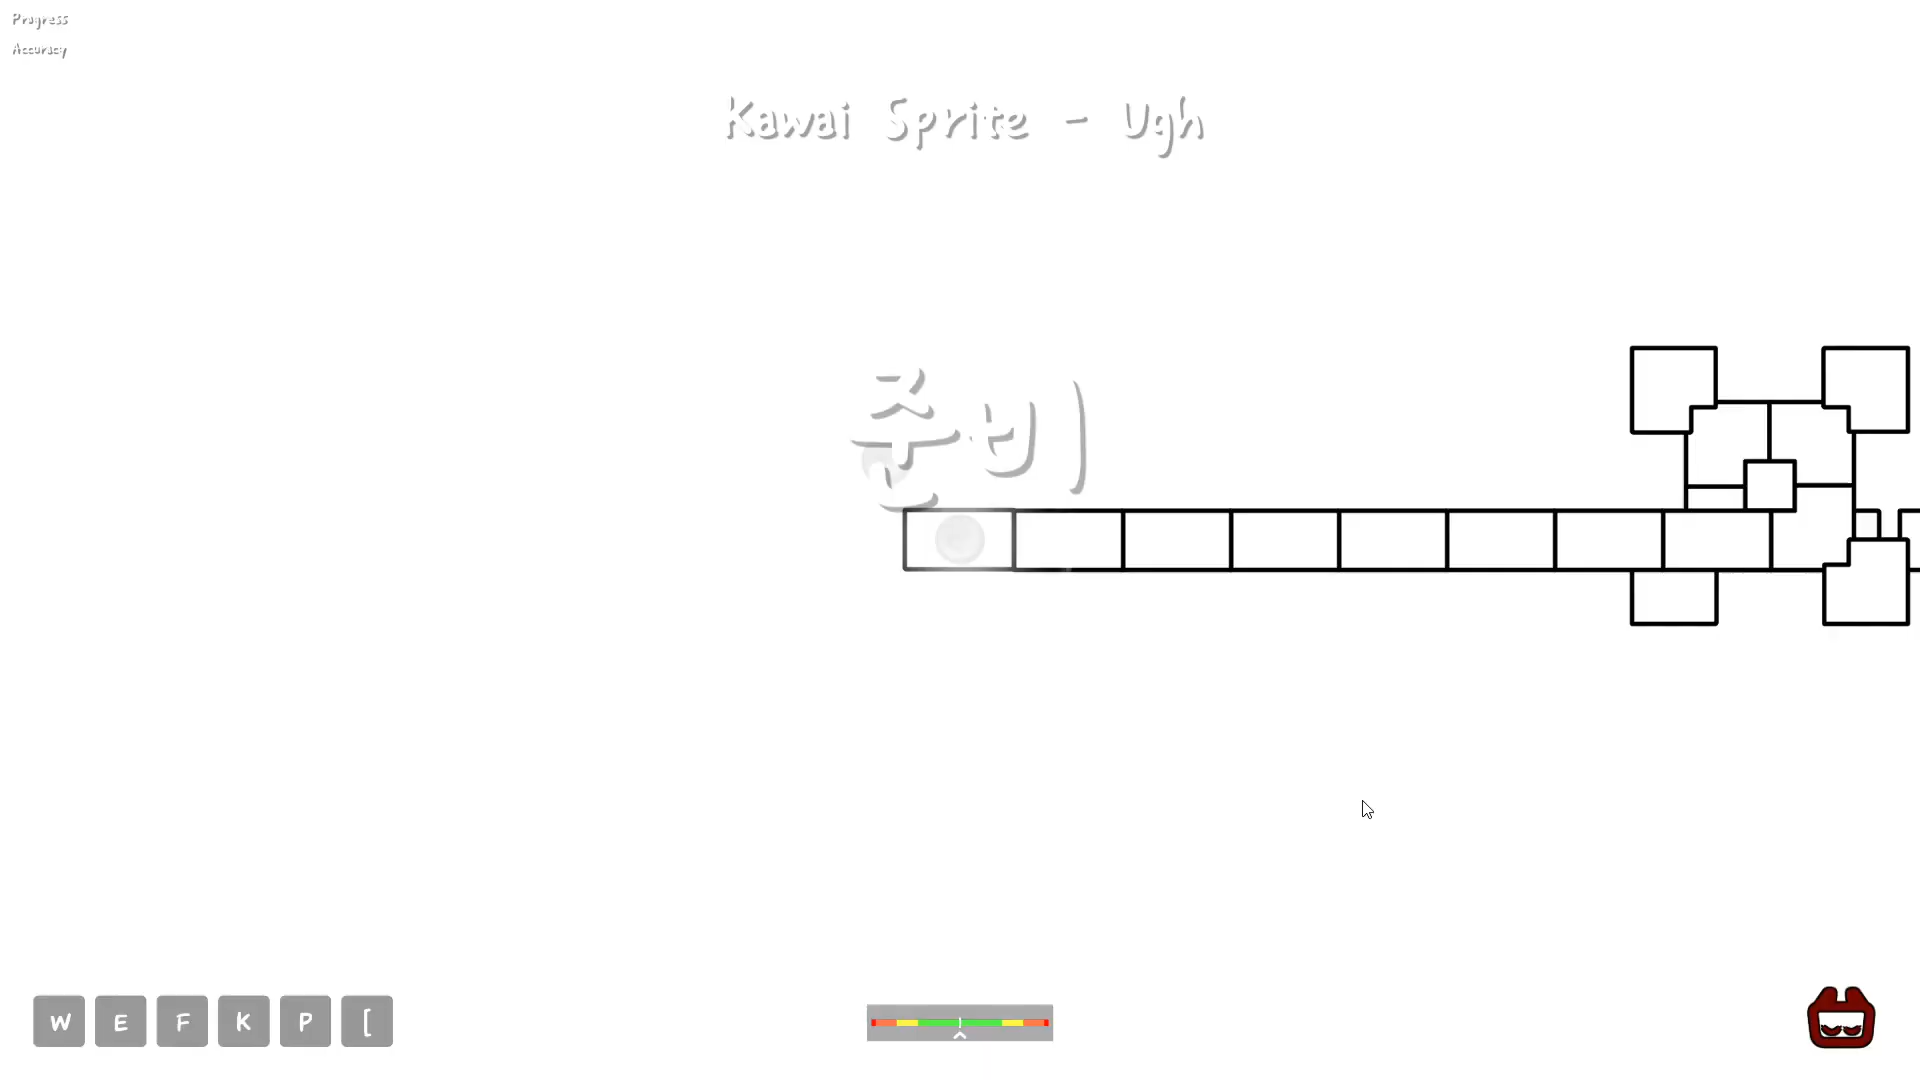 Progress
Accuracy
Kawai Sprite - Ugh
준비
W E F K P [